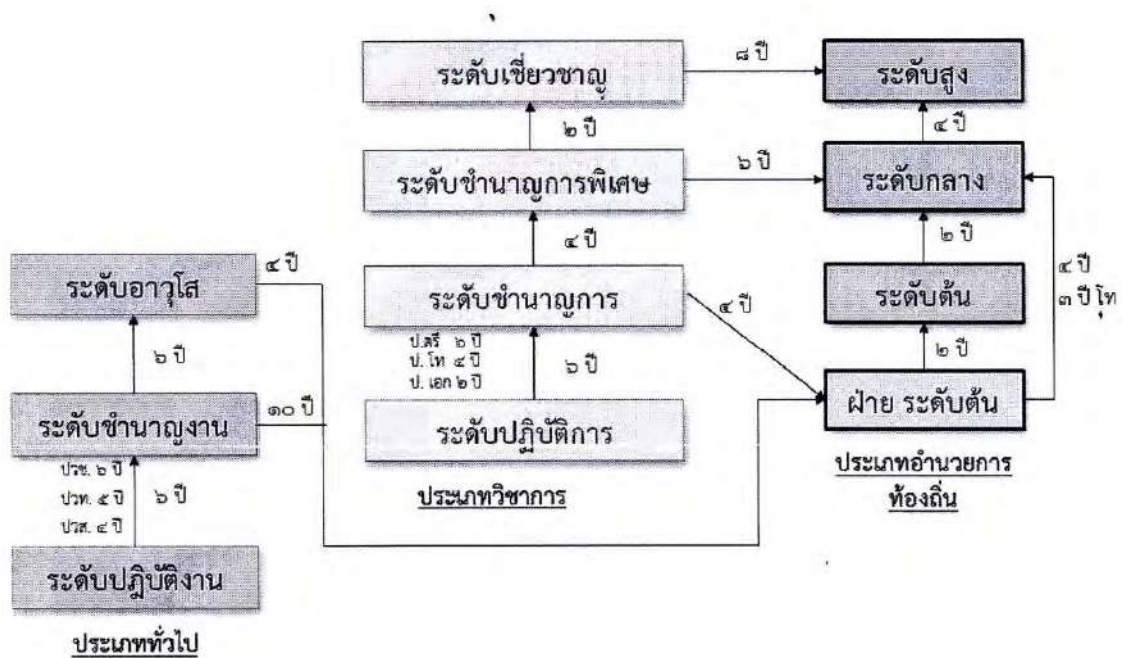 ระดับเชี่ยวชาญ
๘ ปี
ระดับสูง
๒ ปี
๔ ปี
ระดับชำนาญการพิเศษ
๖ ปี
ระดับกลาง
๔ ปี
๒ ปี
ระดับอาวุโส
๔ ปี
ระดับชำนาญการ
๔ ปี
ระดับต้น
๔ ปี
๓ ปี โท
๖ ปี
ป.ตรี ๖ ปี
ป.โท ๔ ปี
ป. เอก ๒ ปี
๖ ปี
๒ ปี
ระดับชำนาญงาน
๑๐ ปี
ระดับปฏิบัติการ
ฝ่าย ระดับต้น
ปวช. ๖ ปี
ปวท. ๕ ปี
ปวส. ๔ ปี
๖ ปี
ประเภทวิชาการ
ประเภทอำนวยการ
ท้องถิ่น
ระดับปฏิบัติงาน
ประเภททั่วไป